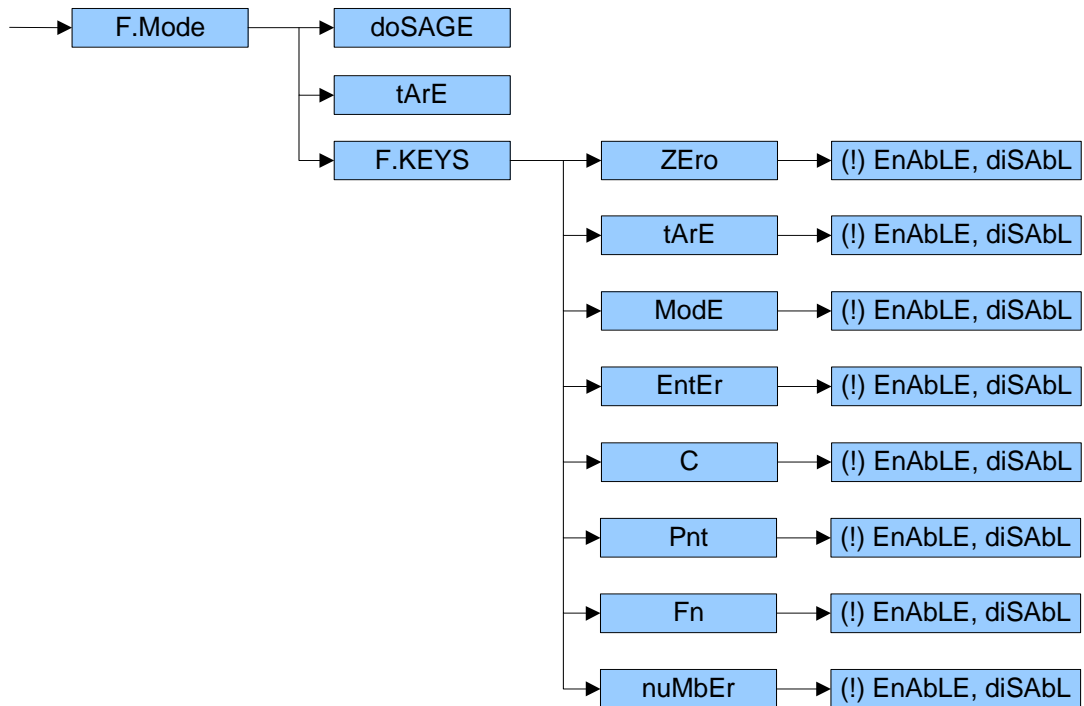 F.Mode
doSAGE
tArE
F.KEYS
ZEro
(!) EnAbLE, diSAbL
tArE
(!) EnAbLE, diSAbL
ModE
(!) EnAbLE, diSAbL
EntEr
(!) EnAbLE, diSAbL
C
(!) EnAbLE, diSAbL
Pnt
(!) EnAbLE, diSAbL
Fn
(!) EnAbLE, diSAbL
nuMbEr
(!) EnAbLE, diSAbL